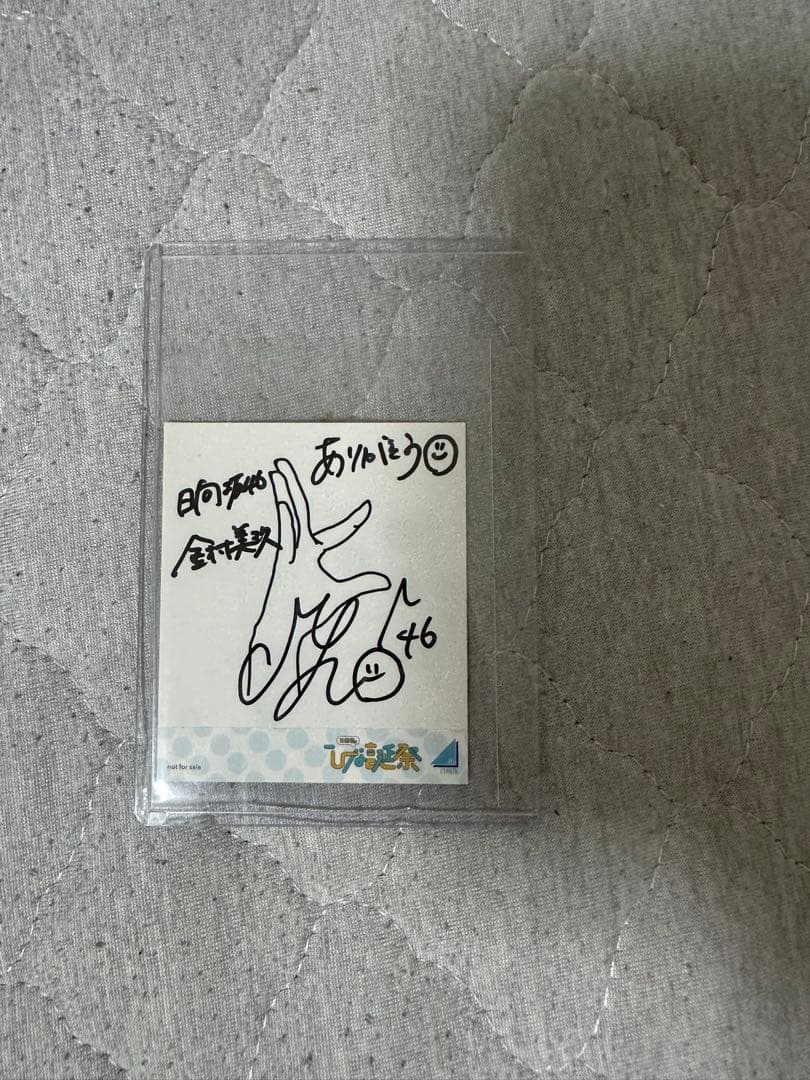 ありがとう
日向坂46
金村美玖
46
not for sale
ひな誕祭